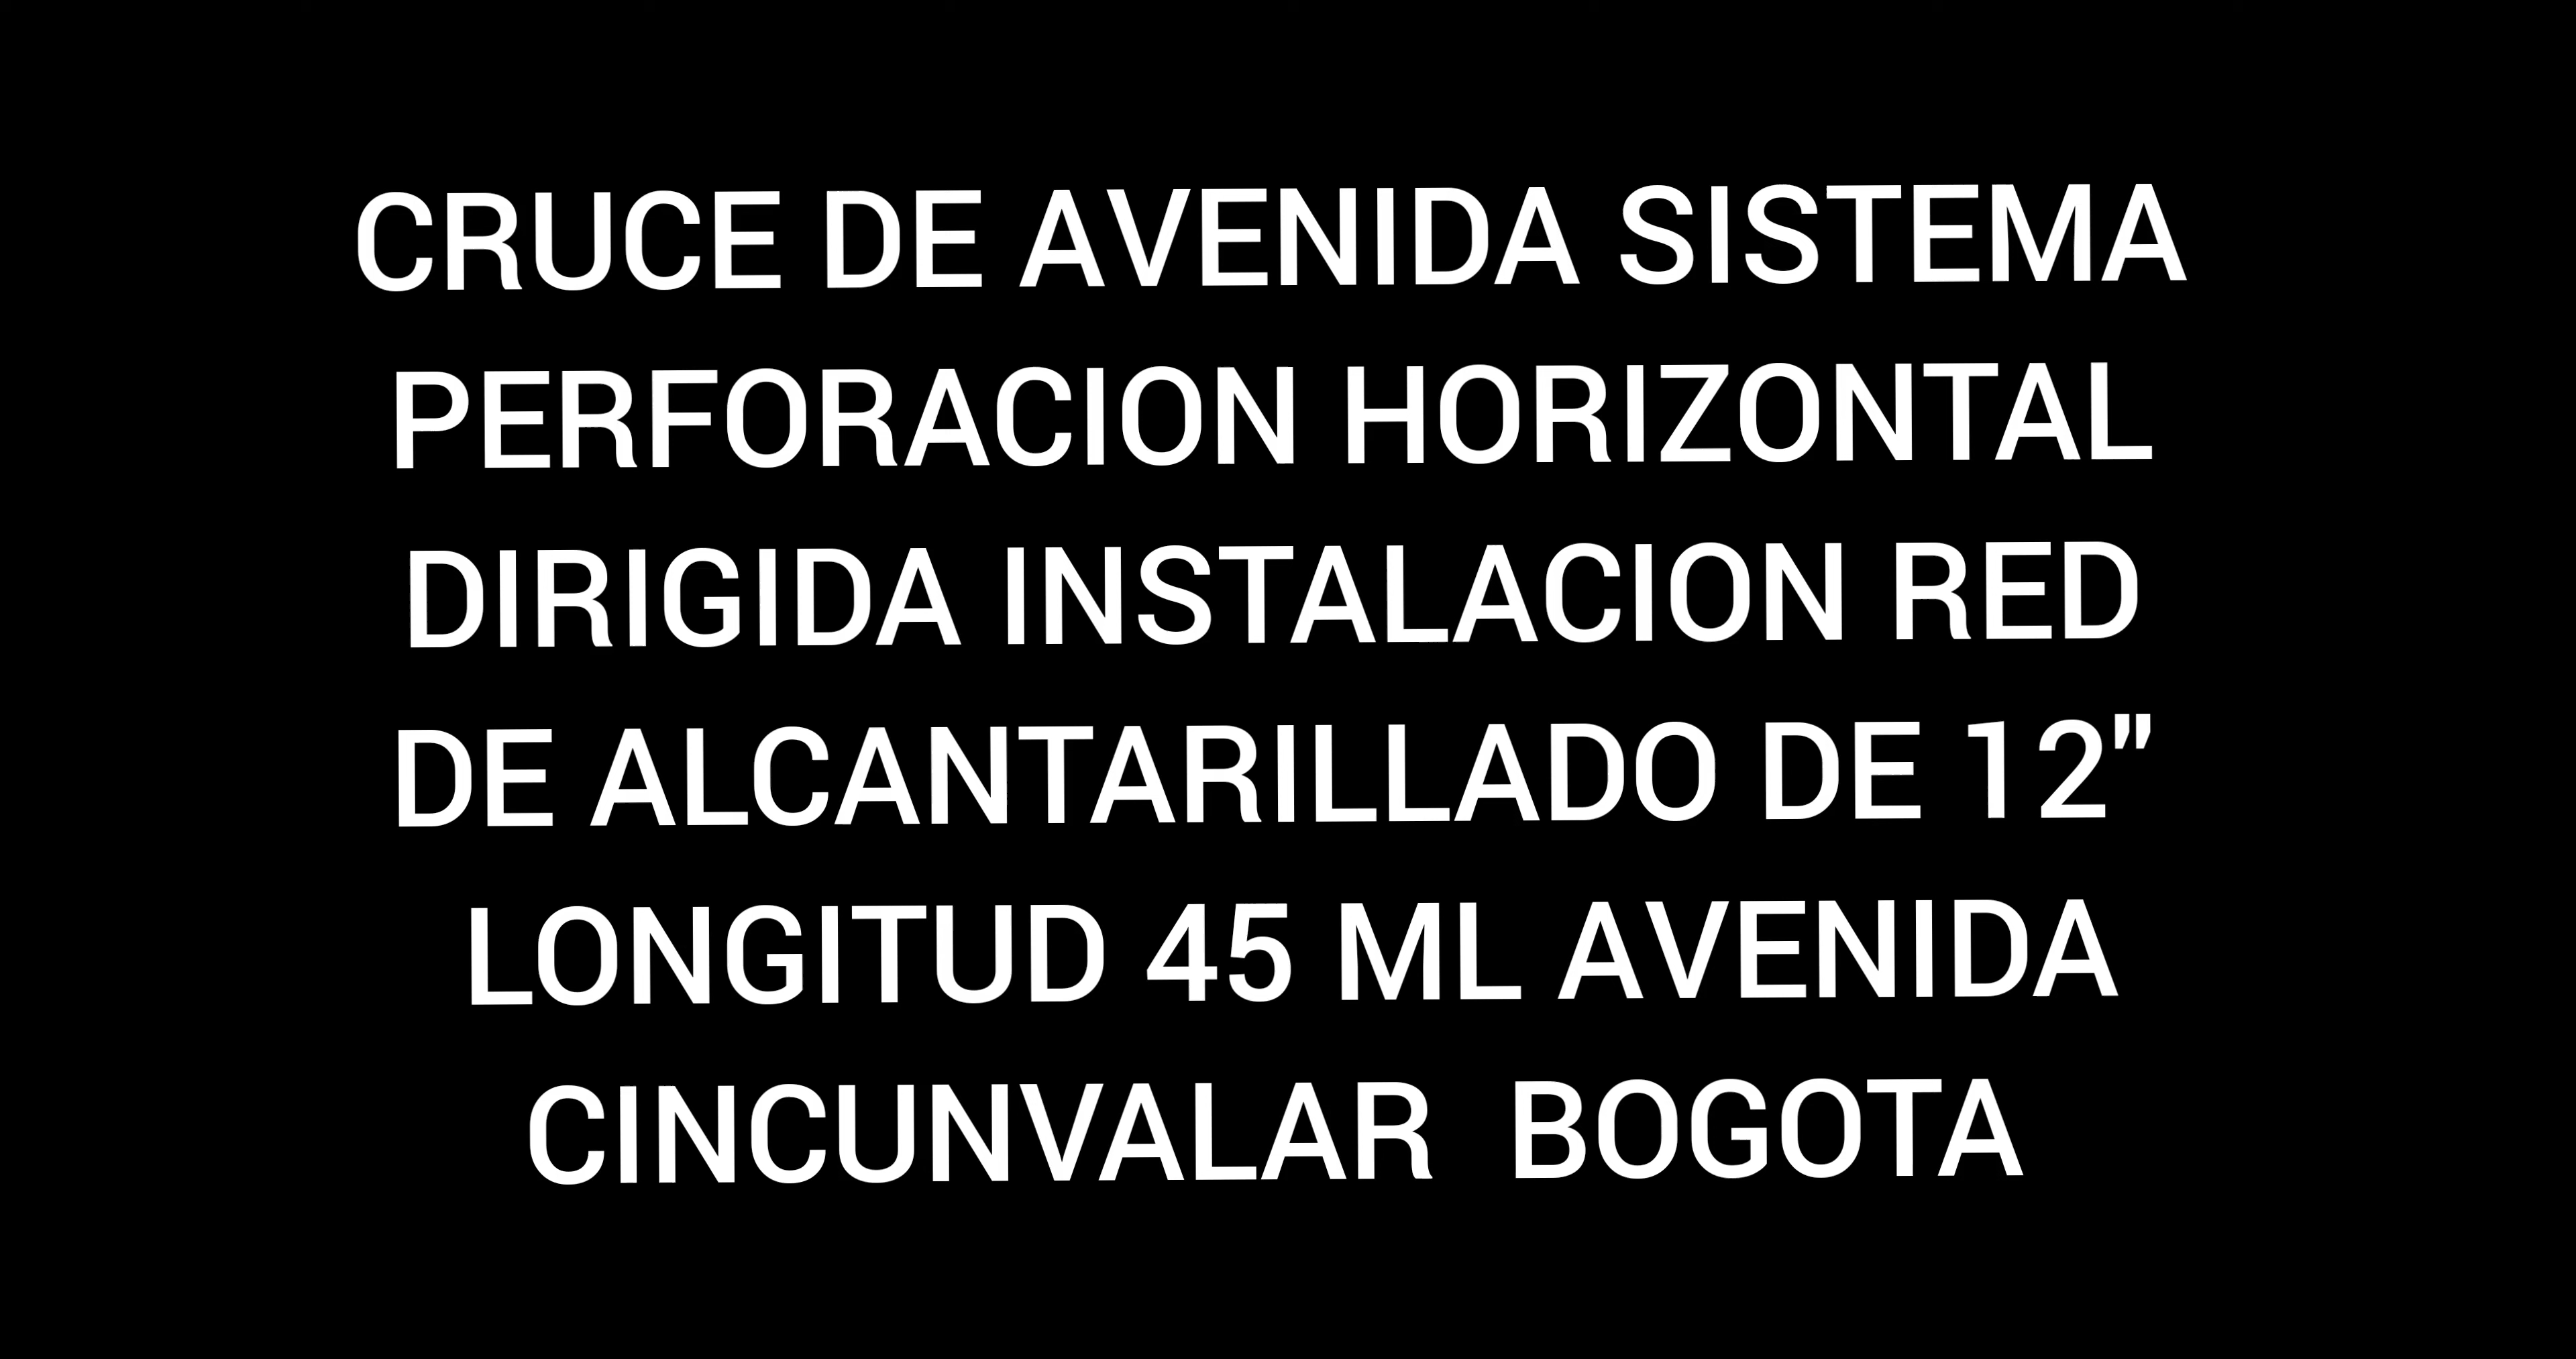 CRUCE DE AVENIDA SISTEMA
PERFORACION HORIZONTAL
DIRIGIDA INSTALACION RED
DE ALCANTARILLADO DE 12"
LONGITUD 45 ML AVENIDA
CINCUNVALAR  BOGOTA